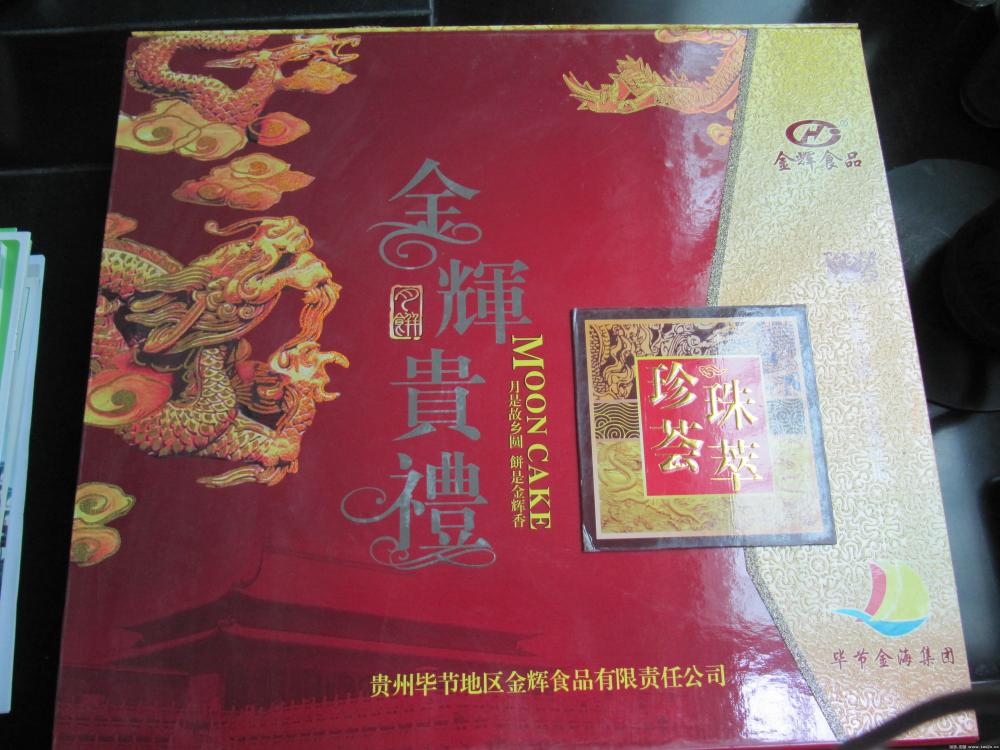 金輝貴禮
月餅
MOON CAKE
月是故乡圆 餅是金辉香
金辉食品
珍珠荟萃
毕节金海集团
贵州毕节地区金辉食品有限责任公司